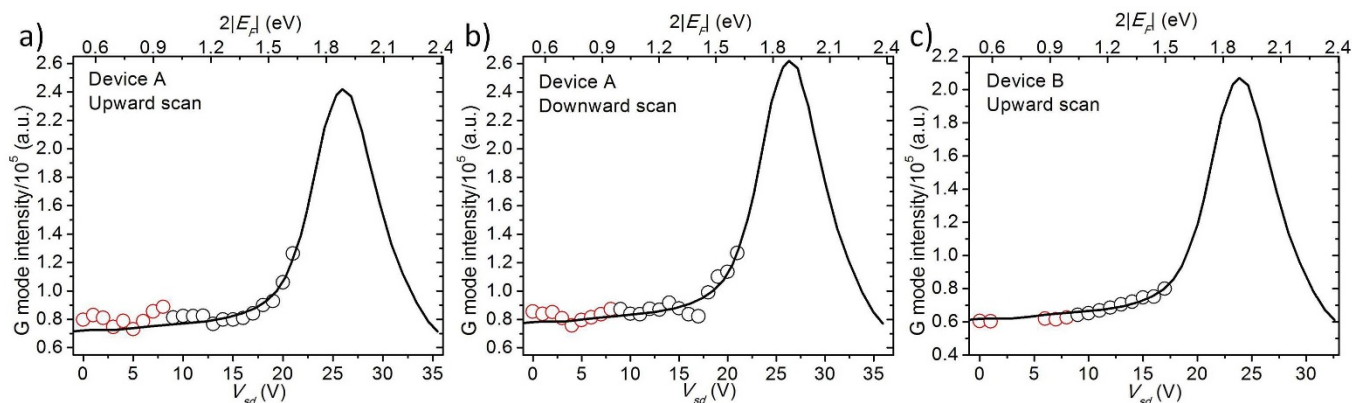 a)
2|E_F| (eV)
0.6 0.9 1.2 1.5 1.8 2.1 2.4
Device A
Upward scan
G mode intensity/10⁵ (a.u.)
2.6
2.4
2.2
2.0
1.8
1.6
1.4
1.2
1.0
0.8
0.6
0 5 10 15 20 25 30 35
V_sd (V)
b)
2|E_F| (eV)
0.6 0.9 1.2 1.5 1.8 2.1 2.4
Device A
Downward scan
G mode intensity/10⁵ (a.u.)
2.6
2.4
2.2
2.0
1.8
1.6
1.4
1.2
1.0
0.8
0.6
0 5 10 15 20 25 30 35
V_sd (V)
c)
2|E_F| (eV)
0.6 0.9 1.2 1.5 1.8 2.1 2.4
Device B
Upward scan
G mode intensity/10⁵ (a.u.)
2.2
2.0
1.8
1.6
1.4
1.2
1.0
0.8
0.6
0.4
0 5 10 15 20 25 30
V_sd (V)